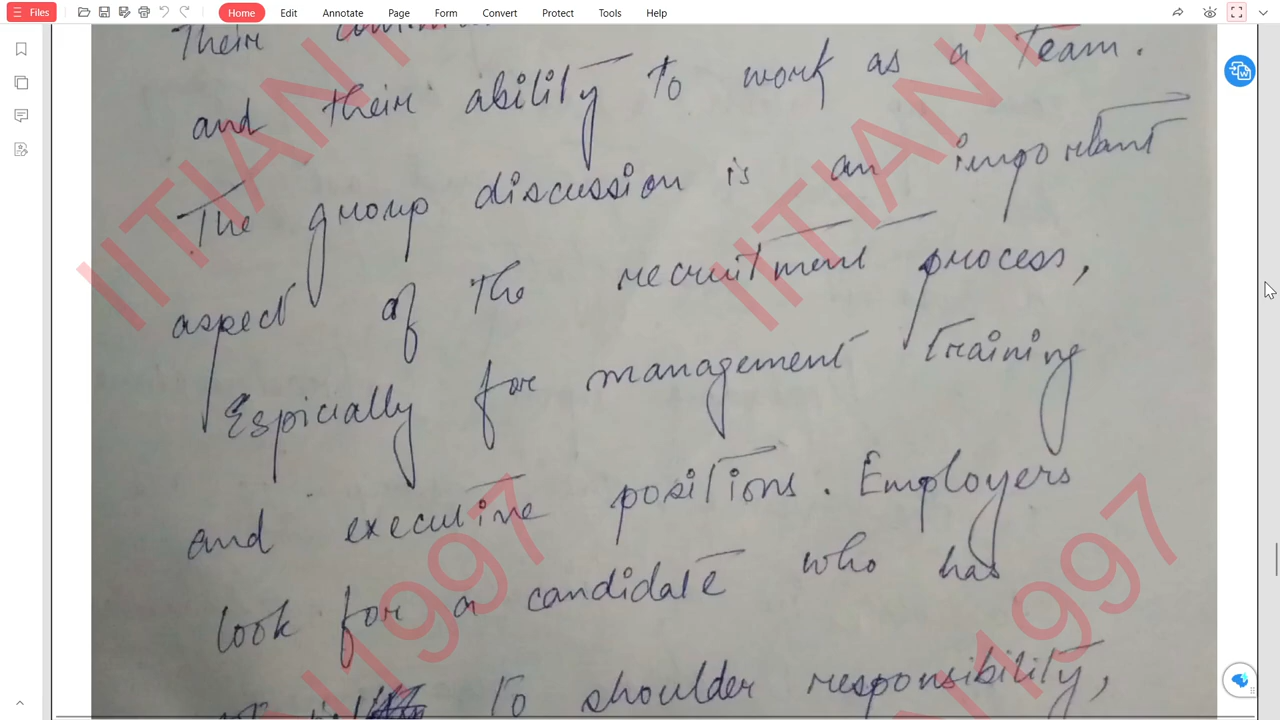 Files
Home
Edit
Annotate
Page
Form
Convert
Protect
Tools
Help
Their
and their ability to work as a Team.
The group discussion is an important
aspect of the recruitment process,
Espicially for management Training
and executive positions. Employers
look for a candidate who has
to shoulder responsibility,